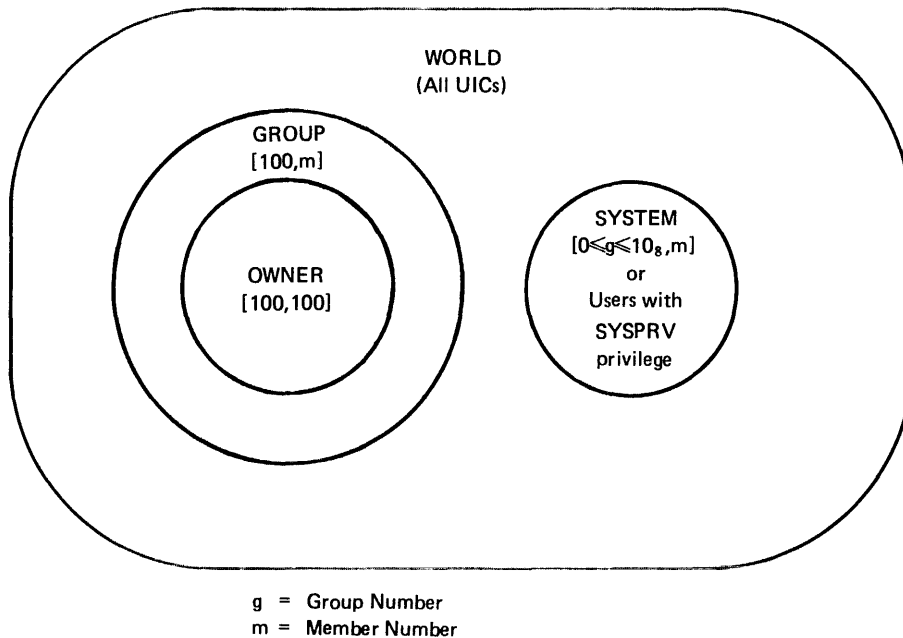 WORLD
(All UICs)
GROUP
[100,m]
OWNER
[100,100]
SYSTEM
[0⩽g⩽10₈,m]
or
Users with
SYSPRV
privilege
g = Group Number
m = Member Number